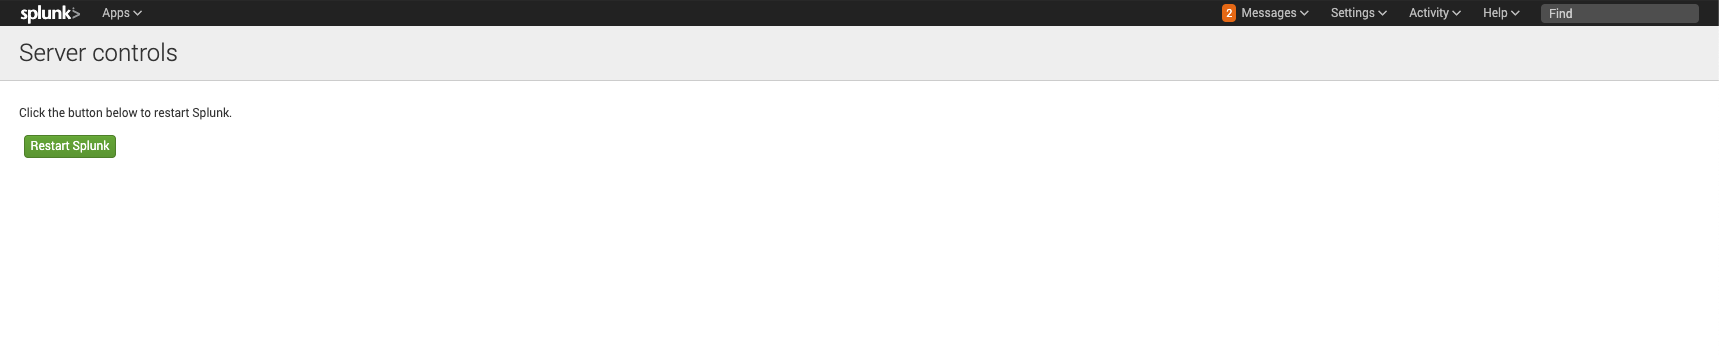 splunk> Apps 2 Messages Settings Activity Help Find
Server controls
Click the button below to restart Splunk.
Restart Splunk